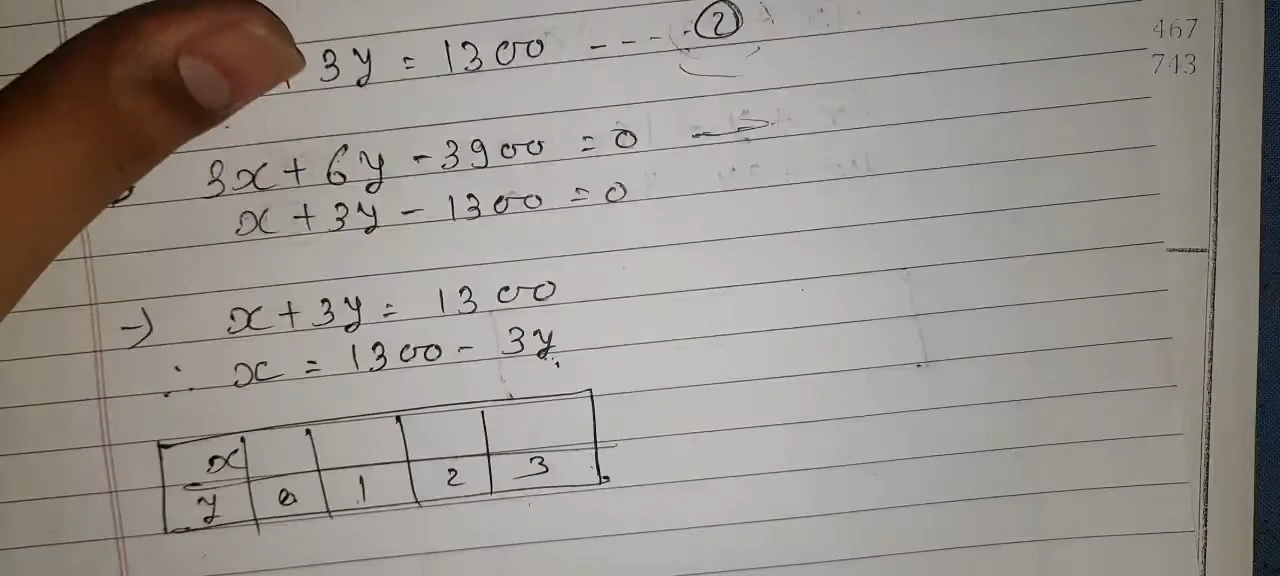 3y = 1300 ---- ②
467
743
3x + 6y - 3900 = 0 →
x + 3y - 1300 = 0
→ x + 3y = 1300
∴ x = 1300 - 3y.
x
y 0 1 2 3